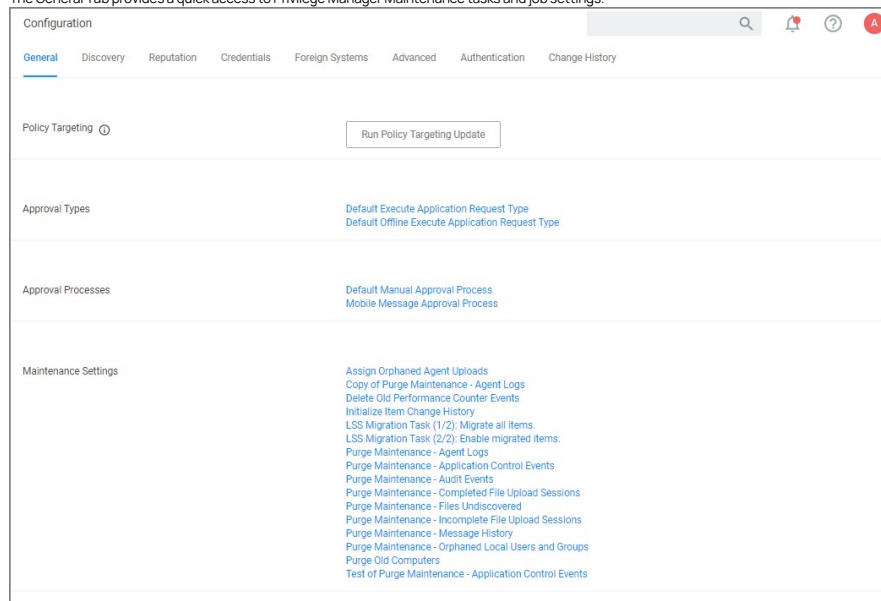 The General Tab provides a quick access to Privilege Manager Maintenance tasks and job settings.
Configuration
A
General Discovery Reputation Credentials Foreign Systems Advanced Authentication Change History
Policy Targeting
Run Policy Targeting Update
Approval Types
Default Execute Application Request Type
Default Offline Execute Application Request Type
Approval Processes
Default Manual Approval Process
Mobile Message Approval Process
Maintenance Settings
Assign Orphaned Agent Uploads
Copy of Purge Maintenance - Agent Logs
Delete Old Performance Counter Events
Initialize Item Change History
LSS Migration Task (1/2): Migrate all items.
LSS Migration Task (2/2): Enable migrated items.
Purge Maintenance - Agent Logs
Purge Maintenance - Application Control Events
Purge Maintenance - Audit Events
Purge Maintenance - Completed File Upload Sessions
Purge Maintenance - Files Undiscovered
Purge Maintenance - Incomplete File Upload Sessions
Purge Maintenance - Message History
Purge Maintenance - Orphaned Local Users and Groups
Purge Old Computers
Test of Purge Maintenance - Application Control Events